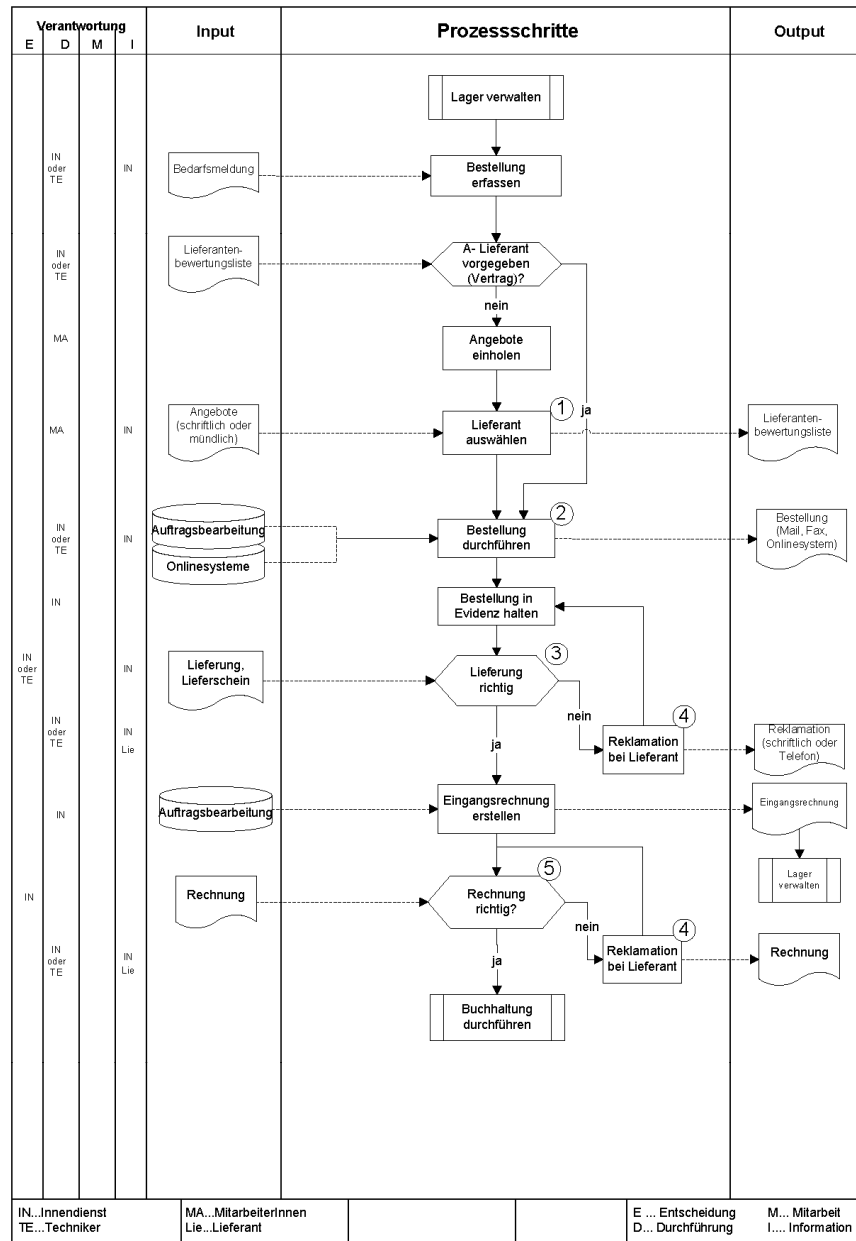 Verantwortung
E D M I
Input
Prozessschritte
Output
Lager verwalten
IN
oder
TE
IN
Bedarfsmeldung
Bestellung
erfassen
IN
oder
TE
Lieferanten-
bewertungsliste
A- Lieferant
vorgegeben
(Vertrag)?
nein
MA
Angebote
einholen
ja
MA
IN
Angebote
(schriftlich oder
mündlich)
1
Lieferant
auswählen
Lieferanten-
bewertungsliste
IN
oder
TE
IN
Auftragsbearbeitung
Onlinesysteme
2
Bestellung
durchführen
Bestellung
(Mail, Fax,
Onlinesystem)
IN
Bestellung in
Evidenz halten
IN
oder
TE
IN
Lieferung,
Lieferschein
3
Lieferung
richtig
nein
ja
IN
oder
TE
IN
Lie
4
Reklamation
bei Lieferant
Reklamation
(schriftlich oder
Telefon)
IN
Auftragsbearbeitung
Eingangsrechnung
erstellen
Eingangsrechnung
Lager
verwalten
IN
Rechnung
5
Rechnung
richtig?
nein
ja
IN
oder
TE
IN
Lie
4
Reklamation
bei Lieferant
Rechnung
Buchhaltung
durchführen
IN...Innendienst
TE...Techniker
MA...MitarbeiterInnen
Lie...Lieferant
E ... Entscheidung
D... Durchführung
M... Mitarbeit
I.... Information